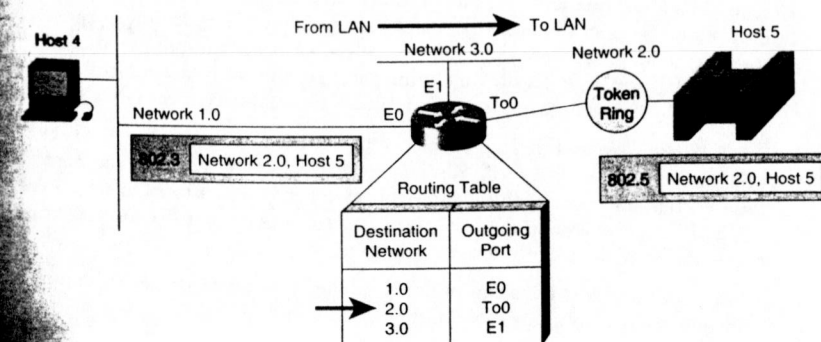 From LAN To LAN
Host 4
Host 5
Network 3.0
Network 2.0
E1
Network 1.0
E0
To0
Token
Ring
802.3 Network 2.0, Host 5
802.5 Network 2.0, Host 5
Routing Table
Destination
Network
Outgoing
Port
1.0 E0
2.0 To0
3.0 E1